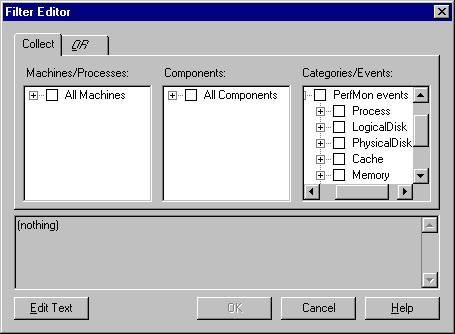 Filter Editor
Collect
OR
Machines/Processes:
Components:
Categories/Events:
All Machines
All Components
PerfMon events
Process
LogicalDisk
PhysicalDisk
Cache
Memory
(nothing)
Edit Text
OK
Cancel
Help